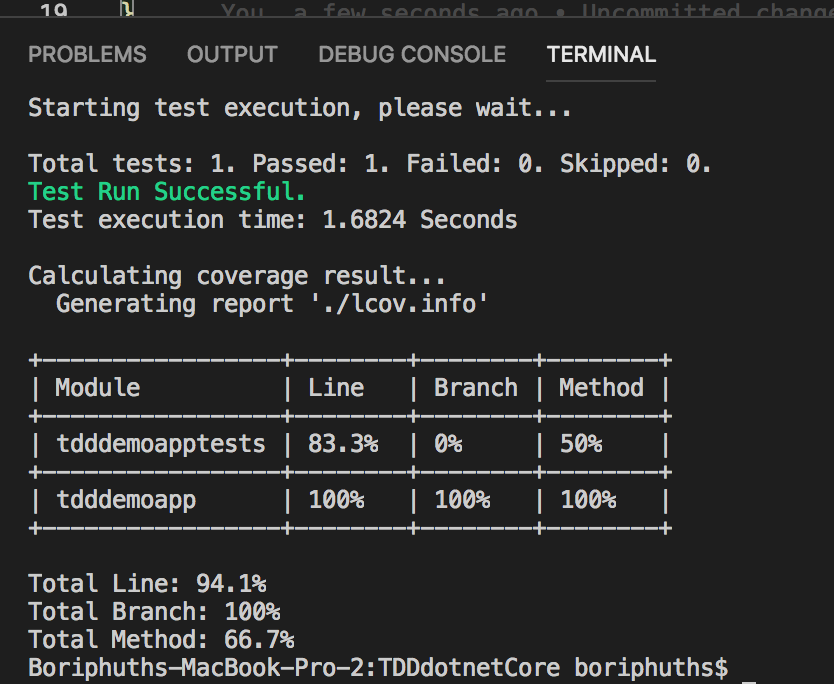 19 } You, a few seconds ago • Uncommitted change
PROBLEMS OUTPUT DEBUG CONSOLE TERMINAL
Starting test execution, please wait...
Total tests: 1. Passed: 1. Failed: 0. Skipped: 0.
Test Run Successful.
Test execution time: 1.6824 Seconds
Calculating coverage result...
  Generating report './lcov.info'
+-----------------+--------+--------+--------+
| Module          | Line   | Branch | Method |
+-----------------+--------+--------+--------+
| tdddemoapptests | 83.3%  | 0%     | 50%    |
+-----------------+--------+--------+--------+
| tdddemoapp      | 100%   | 100%   | 100%   |
+-----------------+--------+--------+--------+
Total Line: 94.1%
Total Branch: 100%
Total Method: 66.7%
Boriphuths-MacBook-Pro-2:TDDdotnetCore boriphuths$